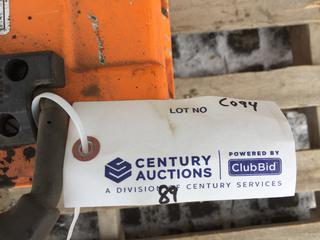 LOT NO C094
CENTURY
AUCTIONS
POWERED BY
ClubBid
A DIVISION OF CENTURY SERVICES
89